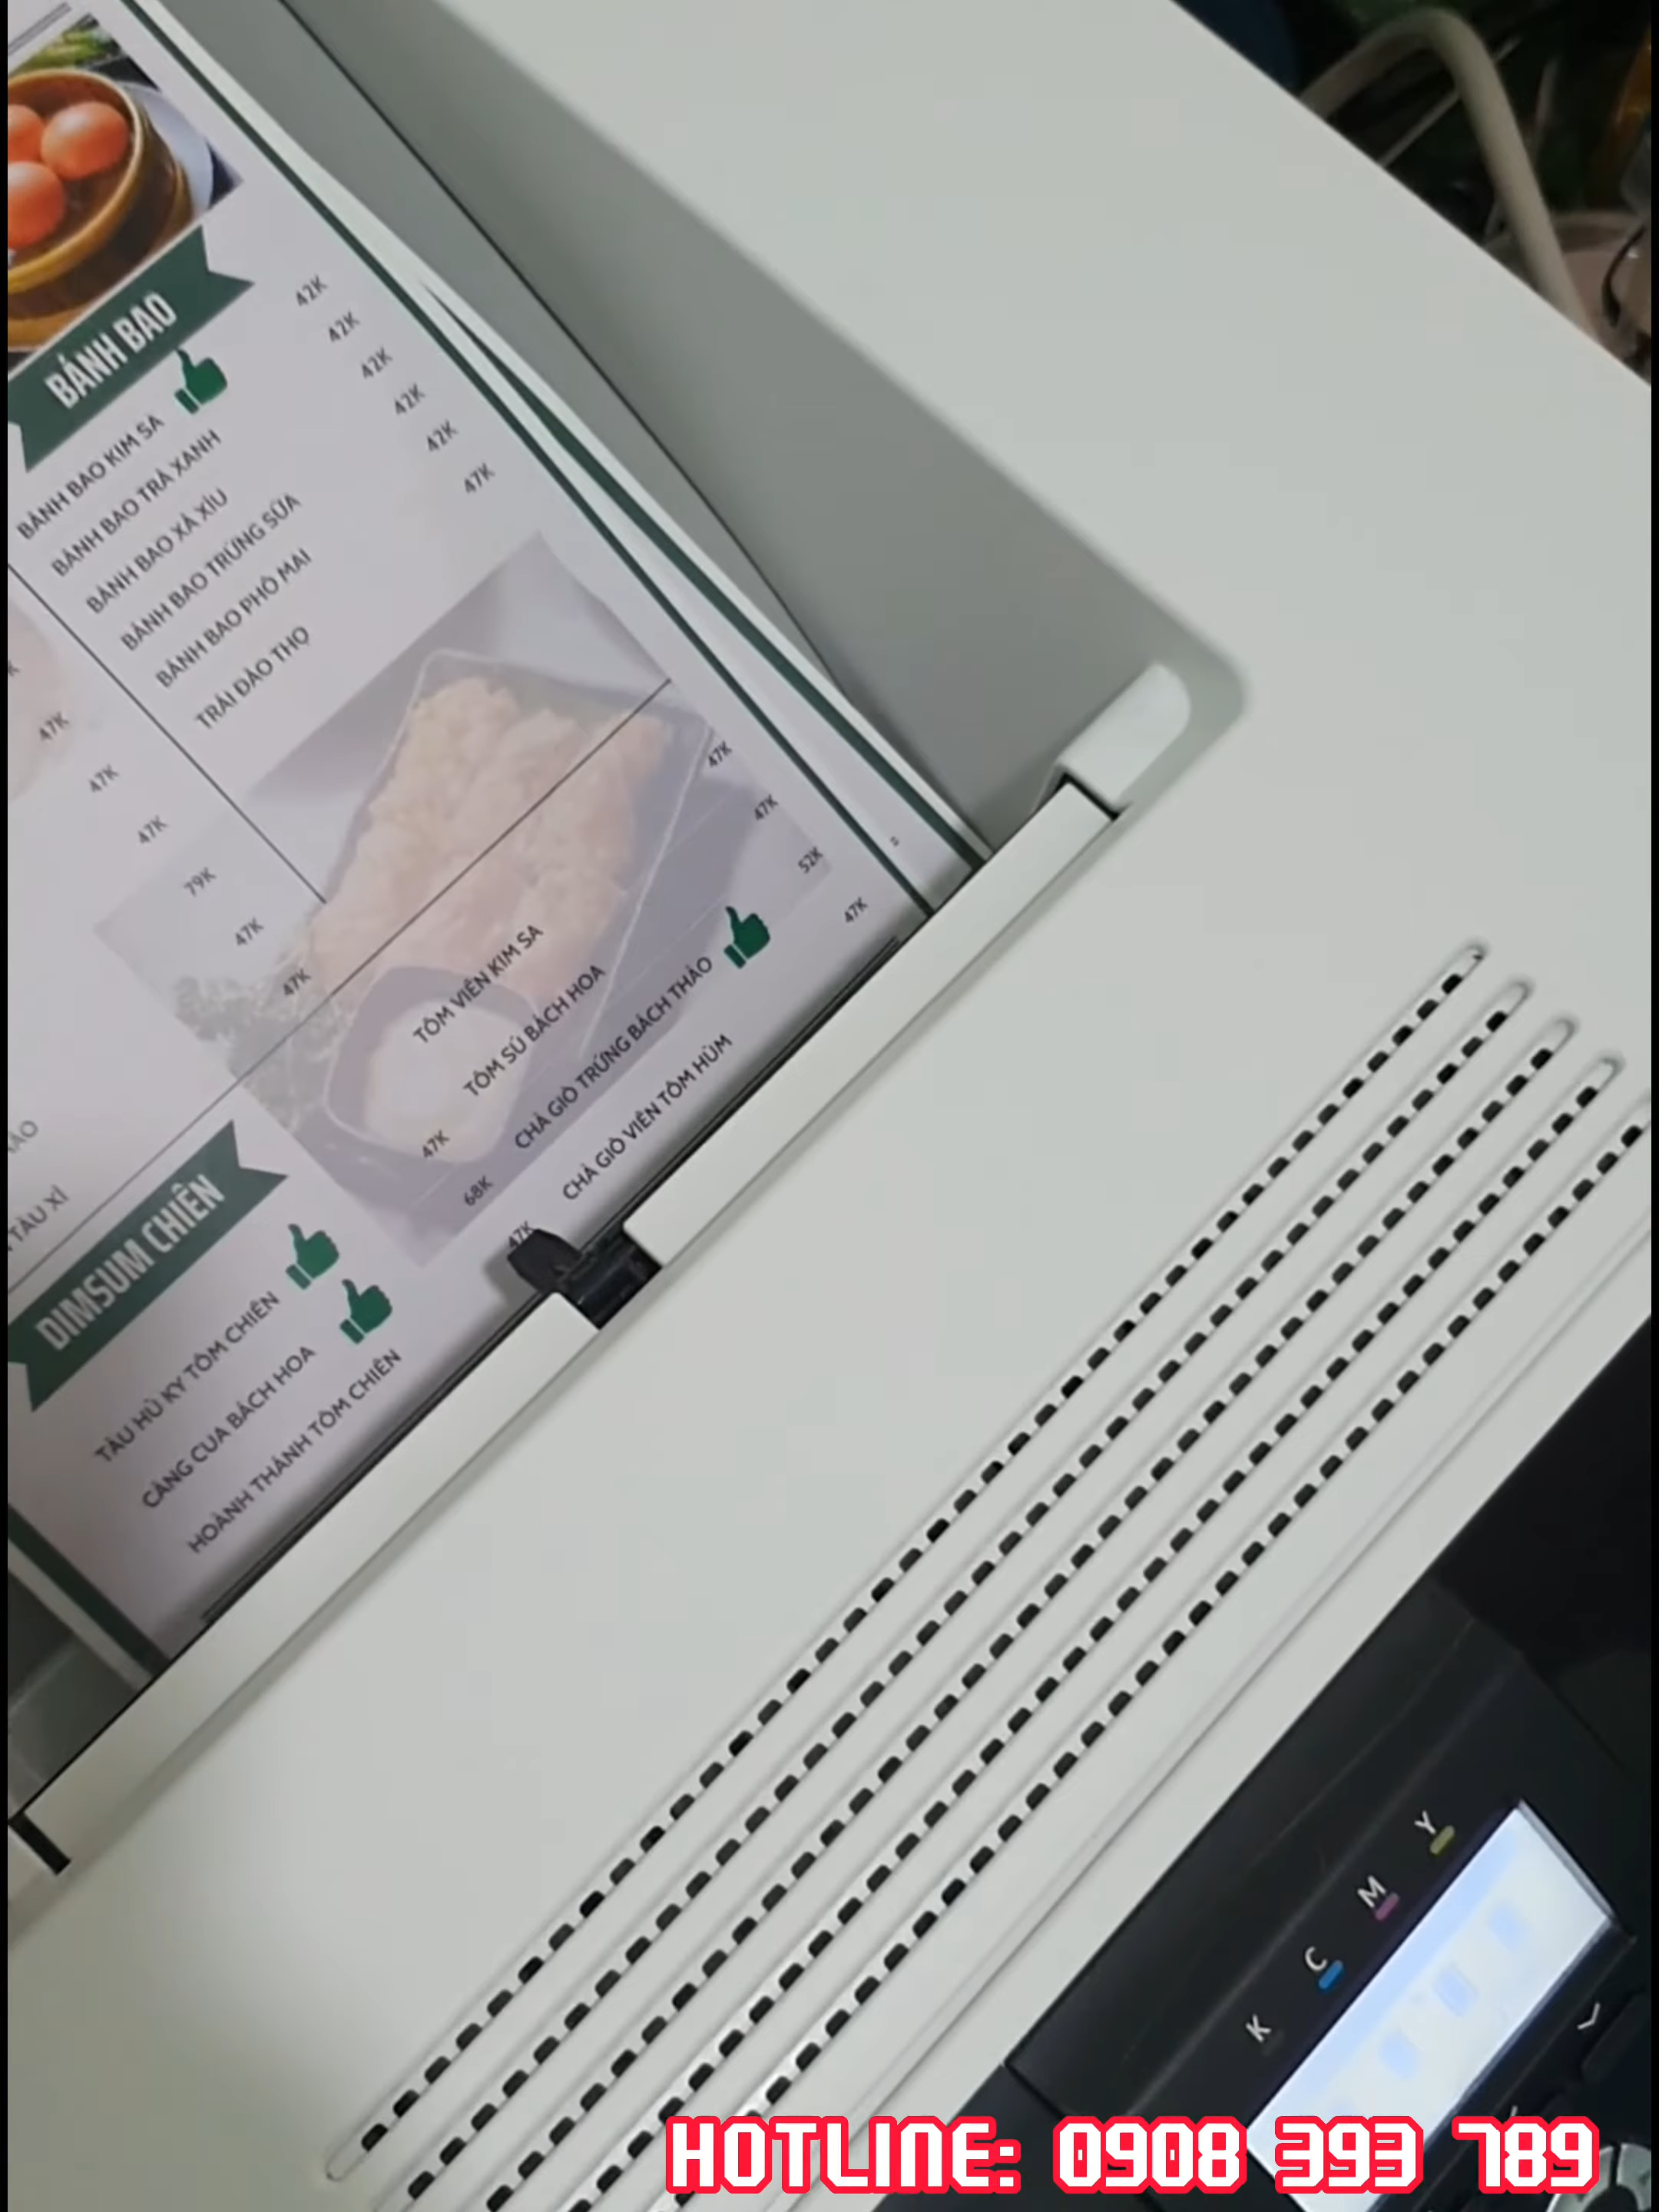 BÁNH BAO
BÁNH BAO KIM SA 42K
BÁNH BAO TRÀ XANH 42K
BÁNH BAO XÁ XÍU 42K
BÁNH BAO TRỨNG SỮA 42K
BÁNH BAO PHÔ MAI 42K
TRÁI ĐÀO THỌ 47K
47K
47K
47K
79K
47K
47K
TÀU XÌ
DIMSUM CHIÊN
TÀU HỦ KY TÔM CHIÊN 47K
CÀNG CUA BÁCH HOA 68K
HOÀNH THÁNH TÔM CHIÊN 47K
TÔM VIÊN KIM SA 47K
TÔM SÚ BÁCH HOA 47K
CHẢ GIÒ TRỨNG BÁCH THẢO 52K
CHẢ GIÒ VIÊN TÔM HÙM 47K
K C M Y
HOTLINE: 0908 393 789